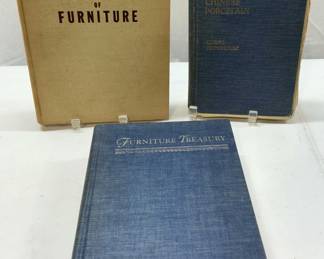 OF
FURNITURE
CHINESE
PORCELAIN
FURNITURE TREASURY